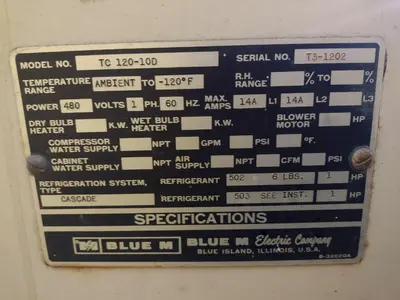 MODEL NO. TC 120-10D SERIAL NO. T3-1202
TEMPERATURE RANGE AMBIENT TO -120°F R.H. RANGE % TO %
POWER 480 VOLTS 1 PH. 60 HZ MAX. AMPS 14A L1 14A L2 L3
DRY BULB HEATER K.W. WET BULB HEATER K.W. BLOWER MOTOR HP
COMPRESSOR WATER SUPPLY NPT GPM PSI °F.
CABINET WATER SUPPLY NPT AIR SUPPLY NPT CFM PSI
REFRIGERATION SYSTEM, TYPE REFRIGERANT 502 6 LBS. 1 HP
CASCADE REFRIGERANT 503 SEE INST. 1 HP
SPECIFICATIONS
BLUE M BLUE M Electric Company
BLUE ISLAND, ILLINOIS, U.S.A.